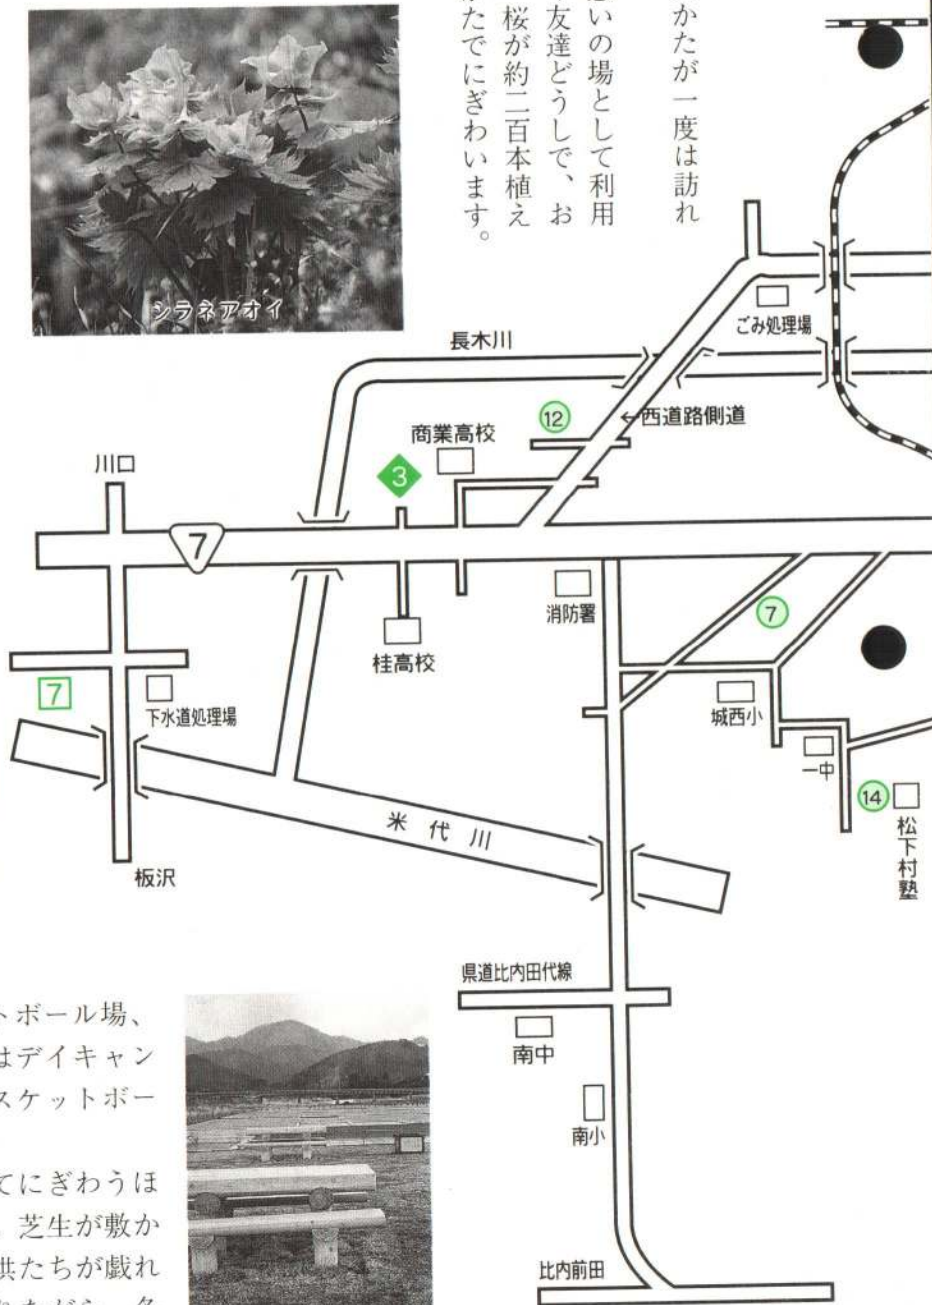 かたが一度は訪れ
憩いの場として利用
友達どうしで、お
桜が約二百本植え
たでにぎわいます。
シラネアオイ
ごみ処理場
長木川
⑫
←西道路側道
商業高校
3
川口
7
消防署
⑦
桂高校
7
下水道処理場
城西小
一中
⑭
松下村塾
米代川
板沢
県道比内田代線
南中
南小
比内前田
トボール場、
はデイキャン
スケットボー
てにぎわうほ
芝生が敷か
供たちが戯れ